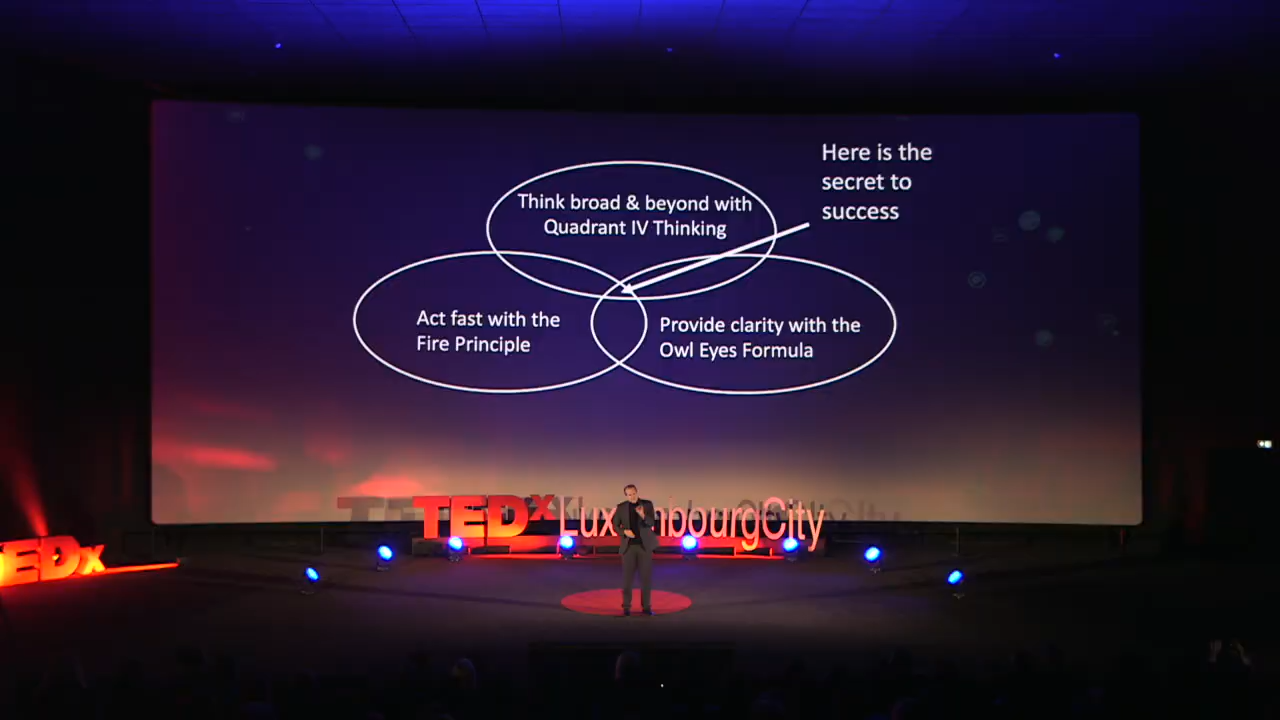 Here is the
secret to
success
Think broad & beyond with
Quadrant IV Thinking
Act fast with the
Fire Principle
Provide clarity with the
Owl Eyes Formula
TEDx
TEDxLuxembourgCity